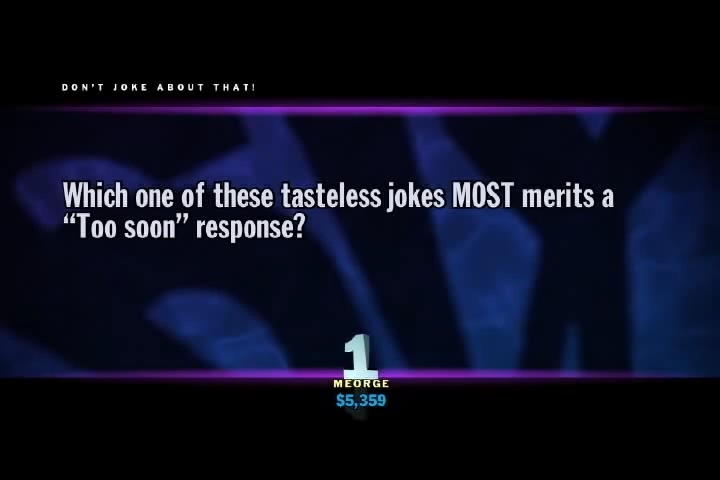 DON'T JOKE ABOUT THAT!
Which one of these tasteless jokes MOST merits a
“Too soon” response?
1
MEORGE
$5,359